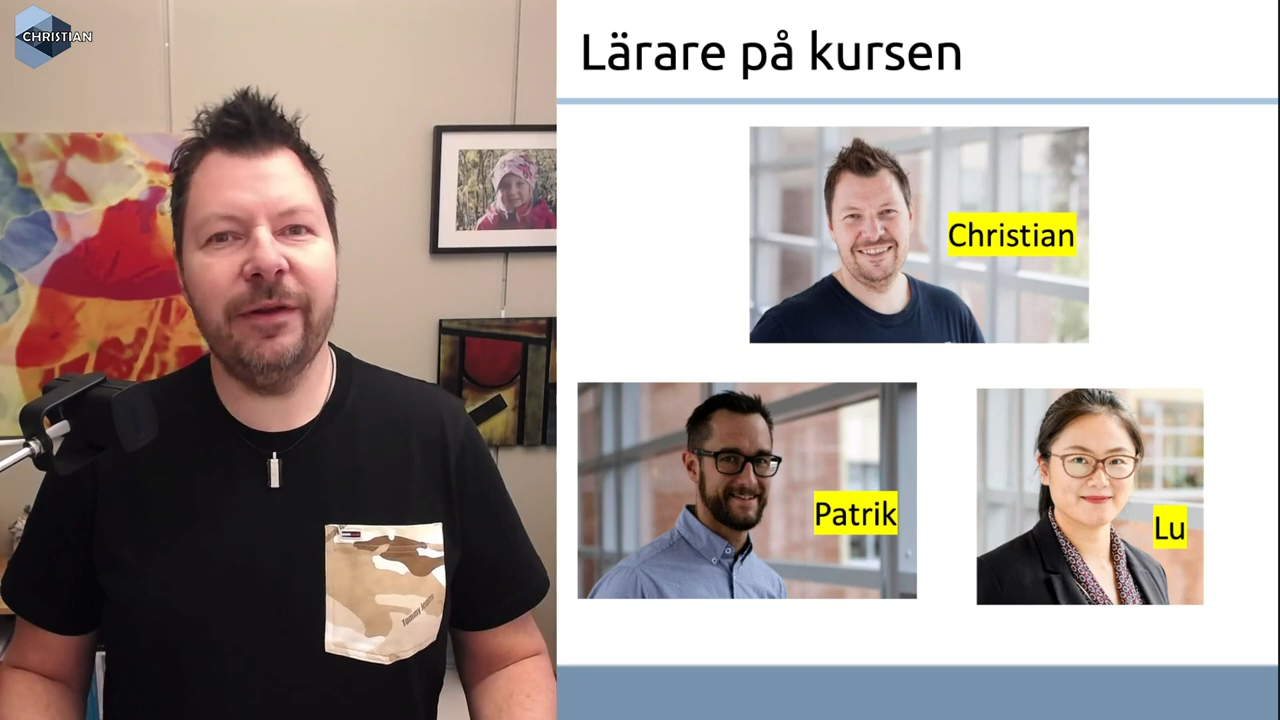 CHRISTIAN
Lärare på kursen
Christian
Patrik
Lu